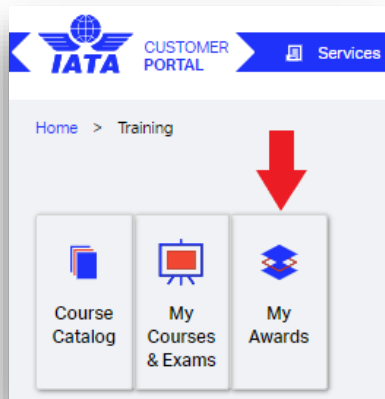 IATA
CUSTOMER
PORTAL
Services
Home > Training
Course
Catalog
My
Courses
& Exams
My
Awards